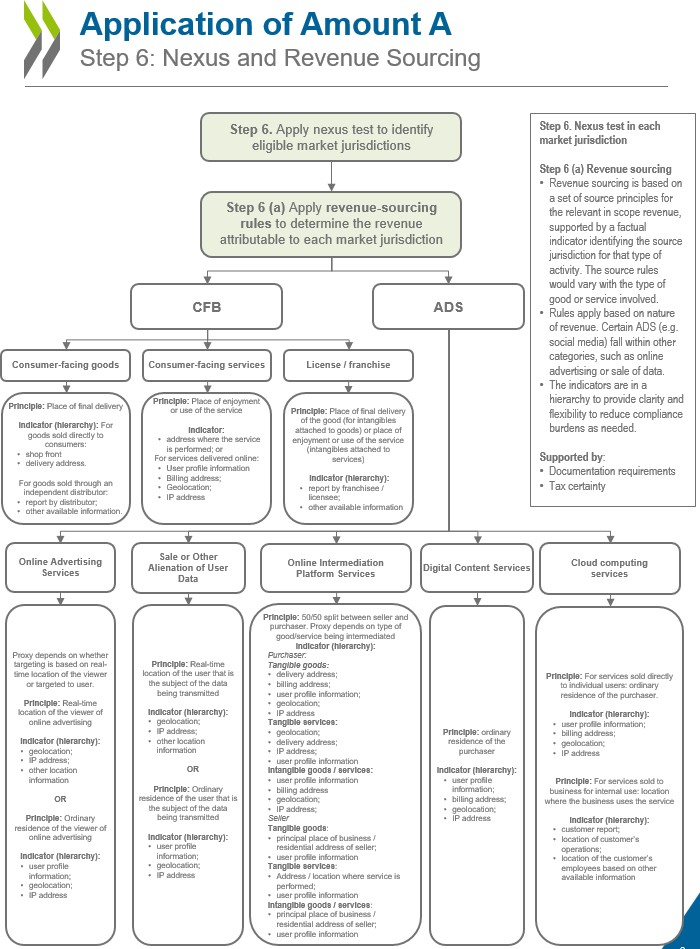 Application of Amount A
Step 6: Nexus and Revenue Sourcing
Step 6. Apply nexus test to identify
eligible market jurisdictions
Step 6 (a) Apply revenue-sourcing
rules to determine the revenue
attributable to each market jurisdiction
Step 6. Nexus test in each
market jurisdiction
Step 6 (a) Revenue sourcing
• Revenue sourcing is based on
a set of source principles for
the relevant in scope revenue,
supported by a factual
indicator identifying the source
jurisdiction for that type of
activity. The source rules
would vary with the type of
good or service involved.
• Rules apply based on nature
of revenue. Certain ADS (e.g.
social media) fall within other
categories, such as online
advertising or sale of data.
• The indicators are in a
hierarchy to provide clarity and
flexibility to reduce compliance
burdens as needed.
Supported by:
• Documentation requirements
• Tax certainty
CFB
ADS
Consumer-facing goods
Consumer-facing services
License / franchise
Principle: Place of final delivery
Indicator (hierarchy): For
goods sold directly to
consumers:
• shop front
• delivery address.
For goods sold through an
independent distributor:
• report by distributor;
• other available information.
Principle: Place of enjoyment
or use of the service
Indicator:
• address where the service
is performed; or
For services delivered online:
• User profile information
• Billing address;
• Geolocation;
• IP address
Principle: Place of final delivery
of the good (for intangibles
attached to goods) or place of
enjoyment or use of the service
(intangibles attached to
services)
Indicator (hierarchy):
• report by franchisee /
licensee;
• other available information
Online Advertising
Services
Sale or Other
Alienation of User
Data
Online Intermediation
Platform Services
Digital Content Services
Cloud computing
services
Proxy depends on whether
targeting is based on real-
time location of the viewer
or targeted to user.
Principle: Real-time
location of the viewer of
online advertising
Indicator (hierarchy):
• geolocation;
• IP address;
• other location
information
OR
Principle: Ordinary
residence of the viewer of
online advertising
Indicator (hierarchy):
• user profile
information;
• geolocation;
• IP address
Principle: Real-time
location of the user that is
the subject of the data
being transmitted
Indicator (hierarchy):
• geolocation;
• IP address;
• other location
information
OR
Principle: Ordinary
residence of the user that is
the subject of the data
being transmitted
Indicator (hierarchy):
• user profile
information;
• geolocation;
• IP address
Principle: 50/50 split between seller and
purchaser. Proxy depends on type of
good/service being intermediated
Indicator (hierarchy):
Purchaser:
Tangible goods:
• delivery address;
• billing address;
• user profile information;
• geolocation;
• IP address
Tangible services:
• geolocation;
• delivery address;
• IP address;
• user profile information
Intangible goods / services:
• user profile information
• billing address
• geolocation;
• IP address;
Seller
Tangible goods:
• principal place of business /
residential address of seller;
• user profile information
Tangible services:
• Address / location where service is
performed;
• user profile information
Intangible goods / services:
• principal place of business /
residential address of seller;
• user profile information
Principle: ordinary
residence of the
purchaser
Indicator (hierarchy):
• user profile
information;
• billing address;
• geolocation;
• IP address
Principle: For services sold directly
to individual users: ordinary
residence of the purchaser.
Indicator (hierarchy):
• user profile information;
• billing address;
• geolocation;
• IP address
Principle: For services sold to
business for internal use: location
where the business uses the service
Indicator (hierarchy):
• customer report;
• location of customer's
operations;
• location of the customer's
employees based on other
available information